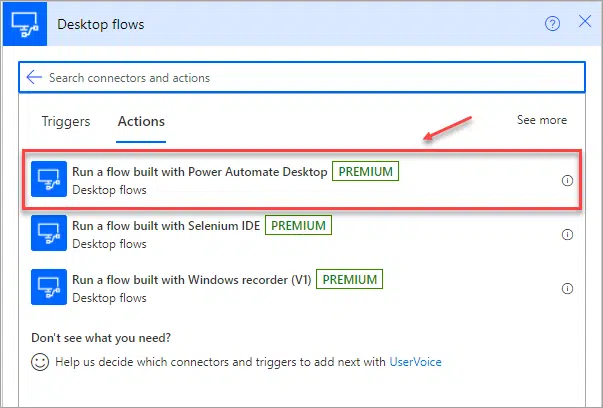 Desktop flows
Search connectors and actions
Triggers Actions See more
Run a flow built with Power Automate Desktop PREMIUM
Desktop flows
Run a flow built with Selenium IDE PREMIUM
Desktop flows
Run a flow built with Windows recorder (V1) PREMIUM
Desktop flows
Don't see what you need?
Help us decide which connectors and triggers to add next with UserVoice